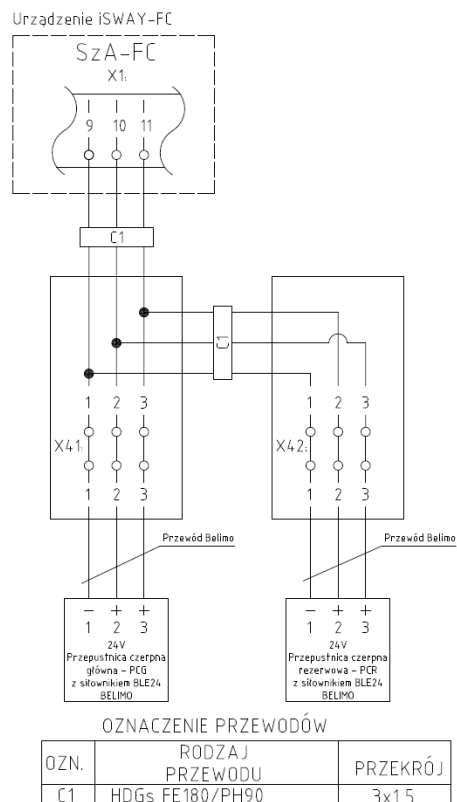 Urządzenie iSWAY-FC
SzA-FC
X1:
9 10 11
C1
C1
1 2 3 1 2 3
X41: X42:
1 2 3 1 2 3
Przewód Belimo Przewód Belimo
- + + - + +
1 2 3 1 2 3
24V
Przepustnica czerpna
główna - PCG
z siłownikiem BLE24
BELIMO
24V
Przepustnica czerpna
rezerwowa - PCR
z siłownikiem BLE24
BELIMO
OZNACZENIE PRZEWODÓW
OZN. RODZAJ PRZEWODU PRZEKRÓJ
C1 HDGs FE180/PH90 3x1.5